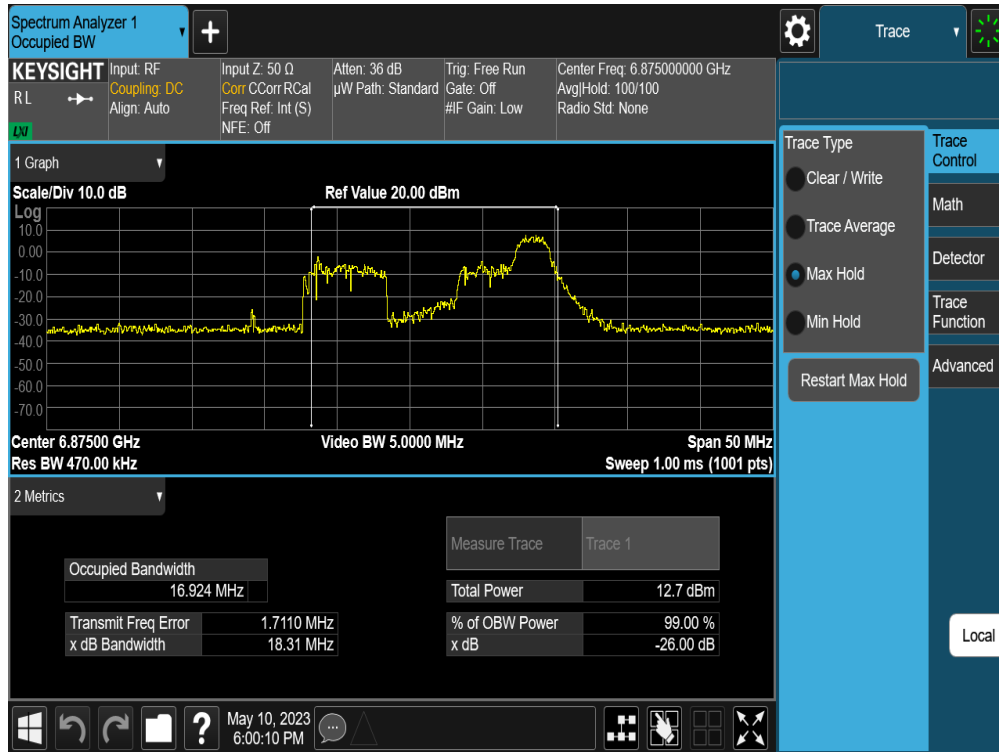 Spectrum Analyzer 1
Occupied BW
+
Trace
KEYSIGHT
RL
LXI
Input: RF
Coupling: DC
Align: Auto
Input Z: 50 Ω
Corr CCorr RCal
Freq Ref: Int (S)
NFE: Off
Atten: 36 dB
µW Path: Standard
Trig: Free Run
Gate: Off
#IF Gain: Low
Center Freq: 6.875000000 GHz
Avg|Hold: 100/100
Radio Std: None
1 Graph
Scale/Div 10.0 dB
Ref Value 20.00 dBm
Log
10.0
0.00
-10.0
-20.0
-30.0
-40.0
-50.0
-60.0
-70.0
Center 6.87500 GHz
Video BW 5.0000 MHz
Span 50 MHz
Res BW 470.00 kHz
Sweep 1.00 ms (1001 pts)
2 Metrics
Measure Trace
Trace 1
Occupied Bandwidth
16.924 MHz
Total Power
12.7 dBm
Transmit Freq Error
1.7110 MHz
% of OBW Power
99.00 %
x dB Bandwidth
18.31 MHz
x dB
-26.00 dB
Trace Type
Clear / Write
Trace Average
Max Hold
Min Hold
Restart Max Hold
Trace
Control
Math
Detector
Trace
Function
Advanced
Local
?
May 10, 2023
6:00:10 PM